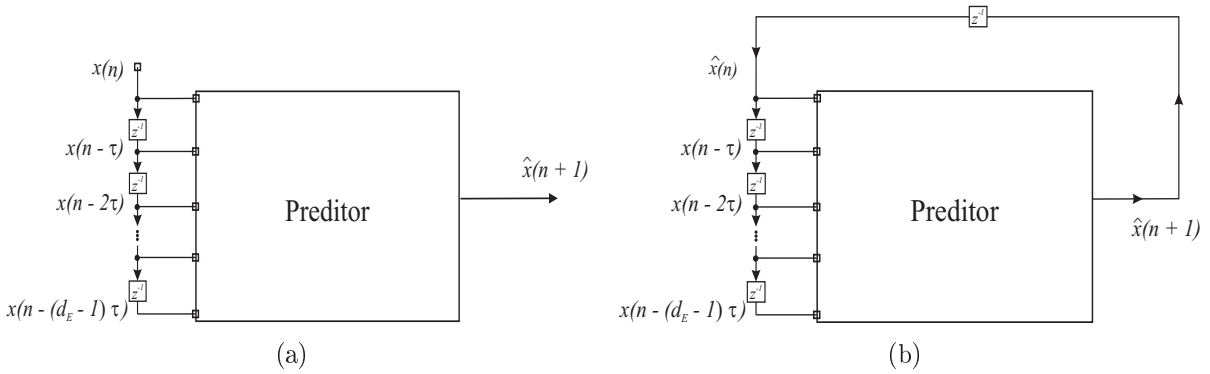 x(n)
z⁻¹
x(n - τ)
z⁻¹
x(n - 2τ)
z⁻¹
x(n - (d_E - 1) τ)
Preditor
x̂(n + 1)
(a)
z⁻¹
x̂(n)
z⁻¹
x(n - τ)
z⁻¹
x(n - 2τ)
z⁻¹
x(n - (d_E - 1) τ)
Preditor
x̂(n + 1)
(b)